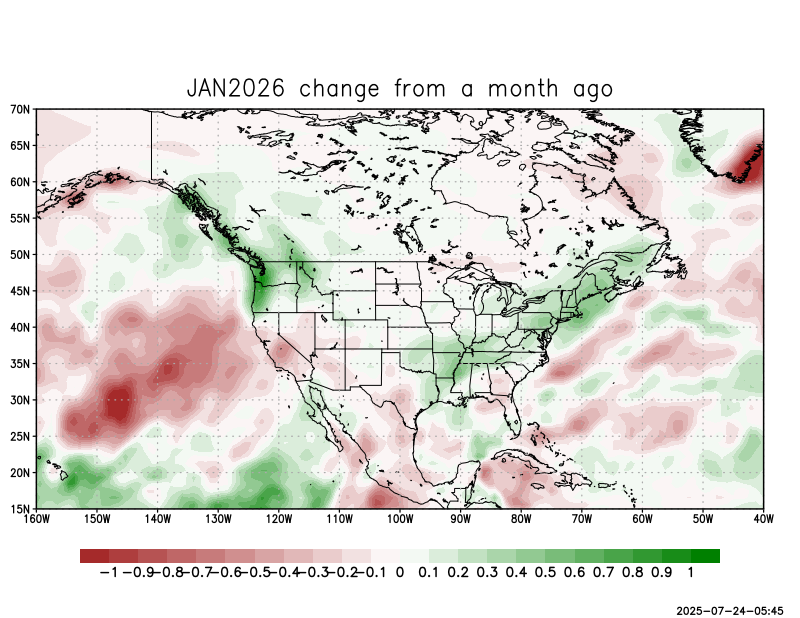 JAN2026 change from a month ago
70N
65N
60N
55N
50N
45N
40N
35N
30N
25N
20N
15N
160W 150W 140W 130W 120W 110W 100W 90W 80W 70W 60W 50W 40W
-1 -0.9 -0.8 -0.7 -0.6 -0.5 -0.4 -0.3 -0.2 -0.1 0 0.1 0.2 0.3 0.4 0.5 0.6 0.7 0.8 0.9 1
2025-07-24-05:45